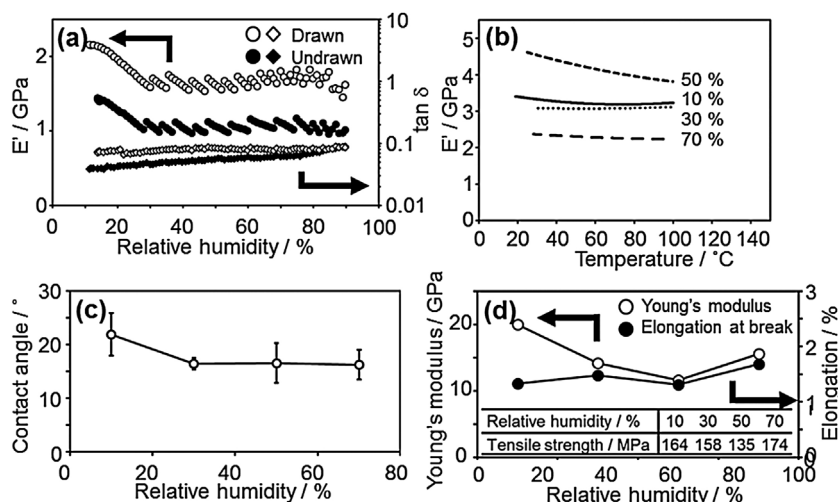 (a)
Drawn
Undrawn
2
1
0
E' / GPa
10
1
0.1
0.01
tan δ
0 20 40 60 80 100
Relative humidity / %
(b)
50 %
10 %
30 %
70 %
5
4
3
2
1
0
E' / GPa
0 20 40 60 80 100 120 140
Temperature / ˚C
(c)
30
20
10
0
Contact angle / °
0 20 40 60 80
Relative humidity / %
(d)
Young's modulus
Elongation at break
20
10
0
Young's modulus / GPa
3
2
1
0
Elongation / %
Relative humidity / % 10 30 50 70
Tensile strength / MPa 164 158 135 174
0 20 40 60 80 100
Relative humidity / %